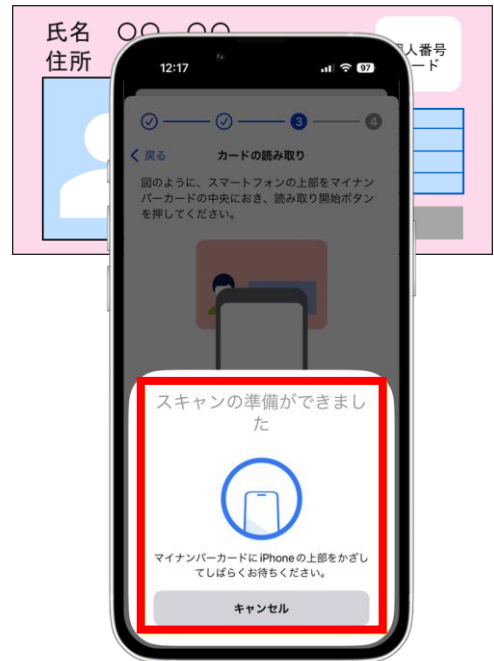 氏名 〇〇 〇〇
住所
人番号
ード
12:17
97
3
4
戻る
カードの読み取り
図のように、スマートフォンの上部をマイナン
バーカードの中央におき、読み取り開始ボタン
を押してください。
スキャンの準備ができまし
た
マイナンバーカードにiPhoneの上部をかざし
てしばらくお待ちください。
キャンセル